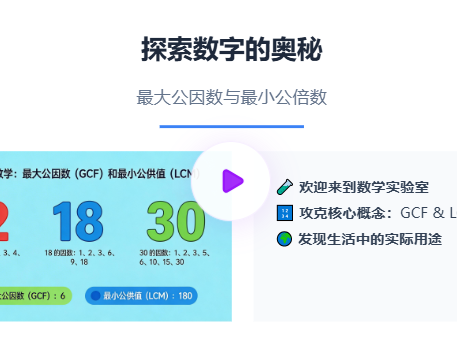 探索数字的奥秘
最大公因数与最小公倍数
数学：最大公因数 (GCF) 和最小公供值 (LCM
2 18 30
3、4、 18 的因数：1、2、3、6、 30 的因数：1、2、3、5、
9、18 6、10、15、30
公因数 (GCF)：6 最小公供值 (LCM)：180
欢迎来到数学实验室
攻克核心概念：GCF & L
发现生活中的实际用途